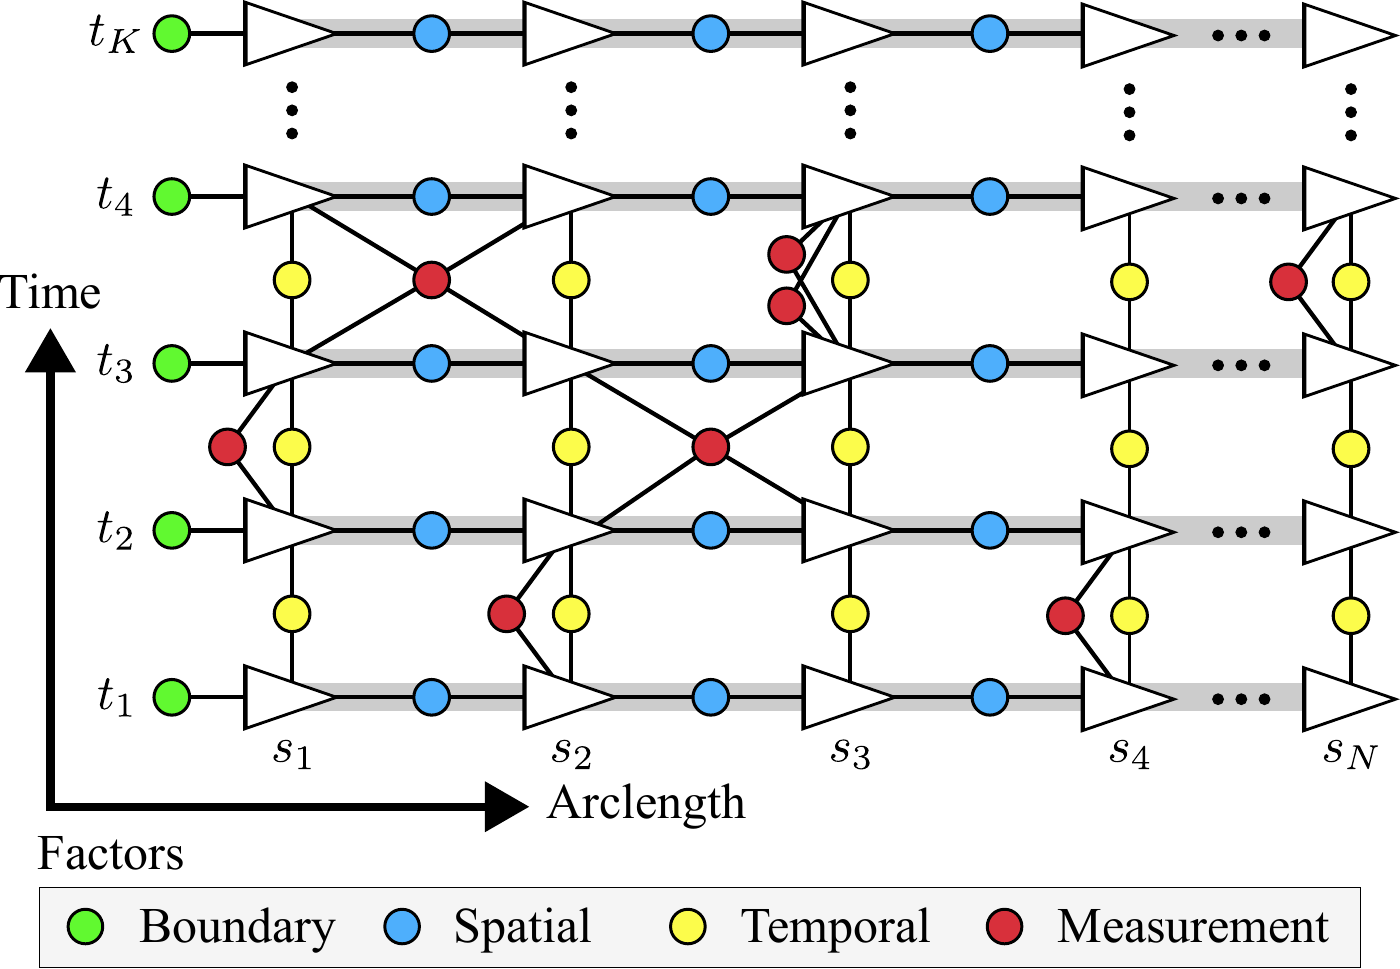 t_K
t_4
Time
t_3
t_2
t_1
s_1 s_2 s_3 s_4 s_N
Arclength
Factors
Boundary Spatial Temporal Measurement